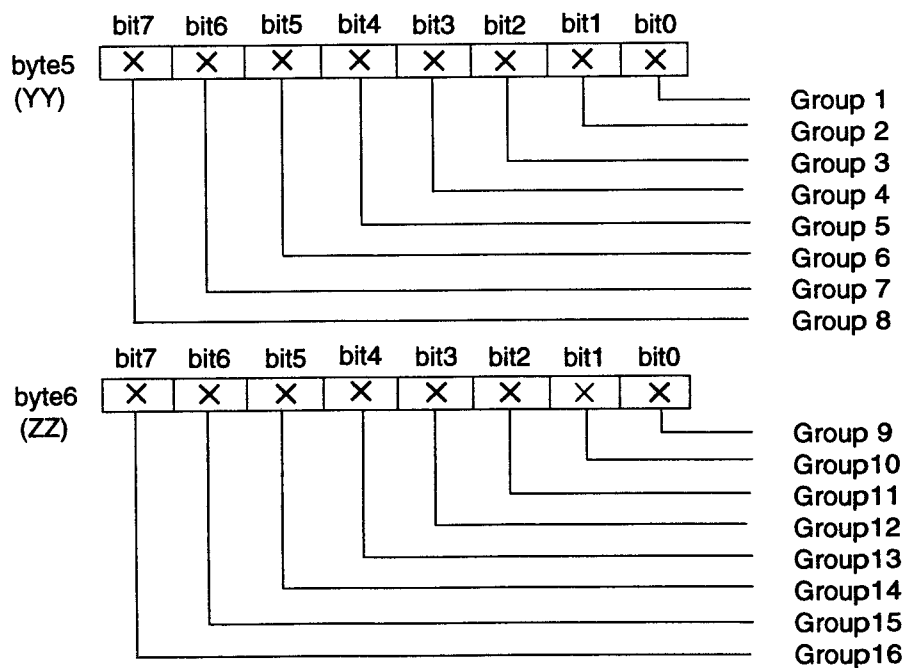 bit7 bit6 bit5 bit4 bit3 bit2 bit1 bit0
byte5 × × × × × × × ×
(YY)
Group 1
Group 2
Group 3
Group 4
Group 5
Group 6
Group 7
Group 8
bit7 bit6 bit5 bit4 bit3 bit2 bit1 bit0
byte6 × × × × × × × ×
(ZZ)
Group 9
Group10
Group11
Group12
Group13
Group14
Group15
Group16